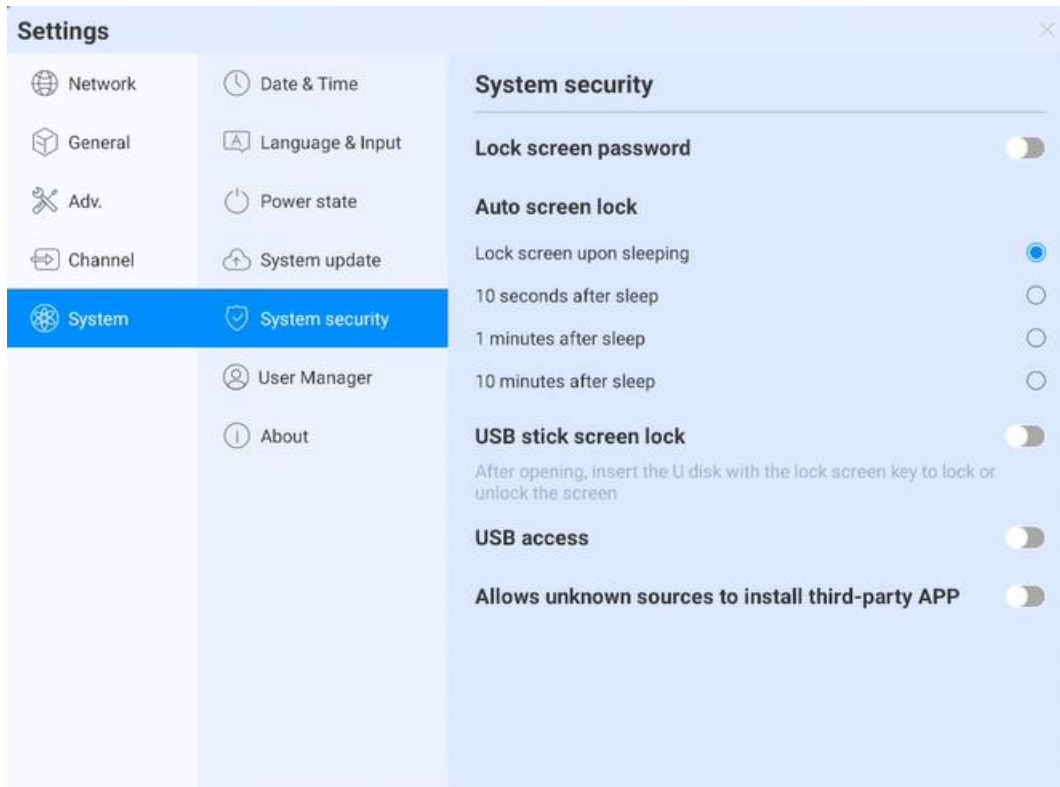 Settings
Network
General
Adv.
Channel
System
Date & Time
Language & Input
Power state
System update
System security
User Manager
About
System security
Lock screen password
Auto screen lock
Lock screen upon sleeping
10 seconds after sleep
1 minutes after sleep
10 minutes after sleep
USB stick screen lock
After opening, insert the U disk with the lock screen key to lock or
unlock the screen
USB access
Allows unknown sources to install third-party APP